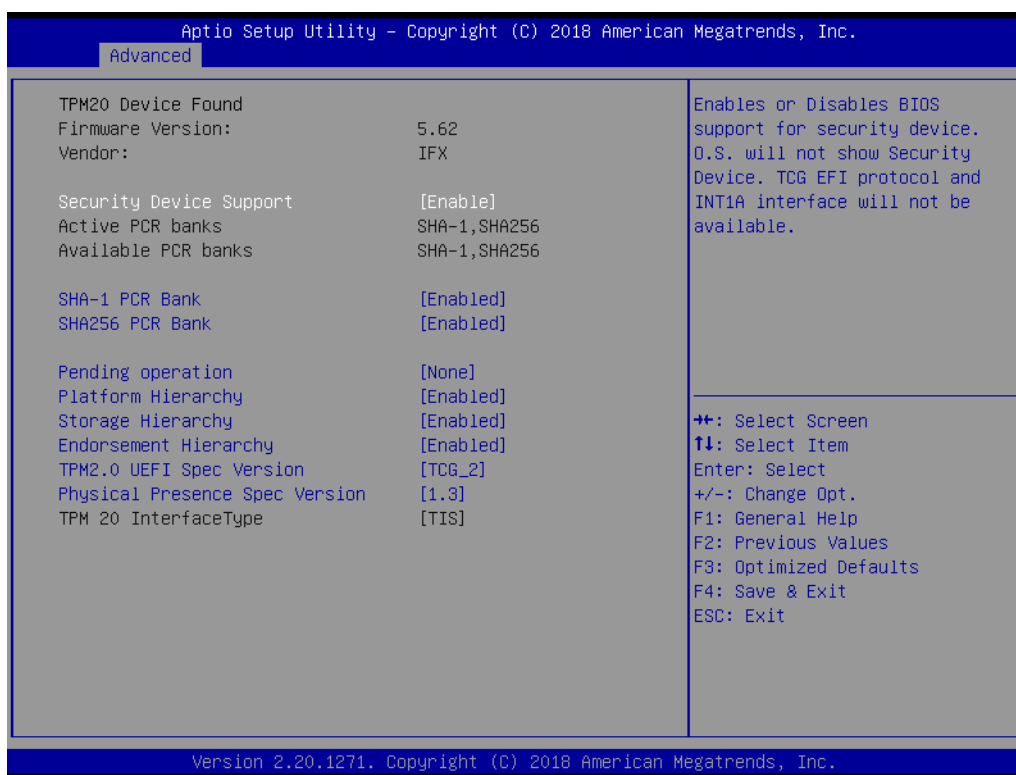 Aptio Setup Utility – Copyright (C) 2018 American Megatrends, Inc.
Advanced
TPM20 Device Found
Firmware Version: 5.62
Vendor: IFX
Security Device Support [Enable]
Active PCR banks SHA-1,SHA256
Available PCR banks SHA-1,SHA256
SHA-1 PCR Bank [Enabled]
SHA256 PCR Bank [Enabled]
Pending operation [None]
Platform Hierarchy [Enabled]
Storage Hierarchy [Enabled]
Endorsement Hierarchy [Enabled]
TPM2.0 UEFI Spec Version [TCG_2]
Physical Presence Spec Version [1.3]
TPM 20 InterfaceType [TIS]
Enables or Disables BIOS
support for security device.
O.S. will not show Security
Device. TCG EFI protocol and
INT1A interface will not be
available.
→←: Select Screen
↑↓: Select Item
Enter: Select
+/-: Change Opt.
F1: General Help
F2: Previous Values
F3: Optimized Defaults
F4: Save & Exit
ESC: Exit
Version 2.20.1271. Copyright (C) 2018 American Megatrends, Inc.